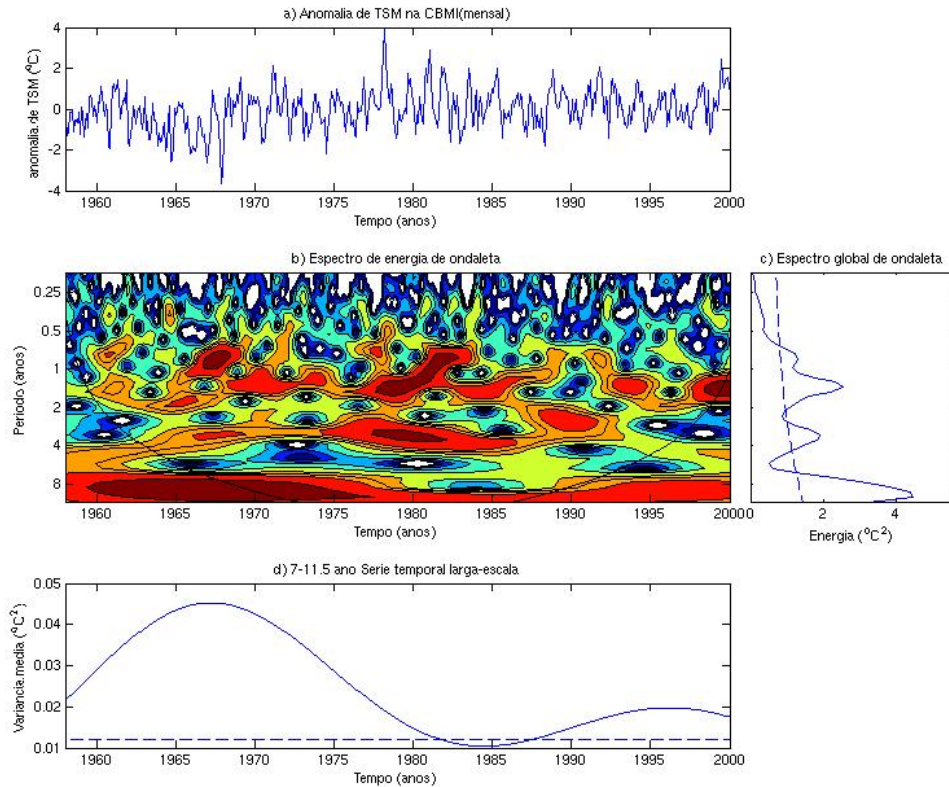 a) Anomalia de TSM na CBMI(mensal)
4
2
0
-2
-4
anomalia.de TSM (ºC)
1960 1965 1970 1975 1980 1985 1990 1995 2000
Tempo (anos)
b) Espectro de energia de ondaleta
c) Espectro global de ondaleta
0.25
0.5
1
2
4
8
Periodo (anos)
1960 1965 1970 1975 1980 1985 1990 1995 2000
0 2 4
Tempo (anos)
Energia (ºC²)
d) 7-11.5 ano Serie temporal larga-escala
0.05
0.04
0.03
0.02
0.01
Variancia.media (ºC²)
1960 1965 1970 1975 1980 1985 1990 1995 2000
Tempo (anos)